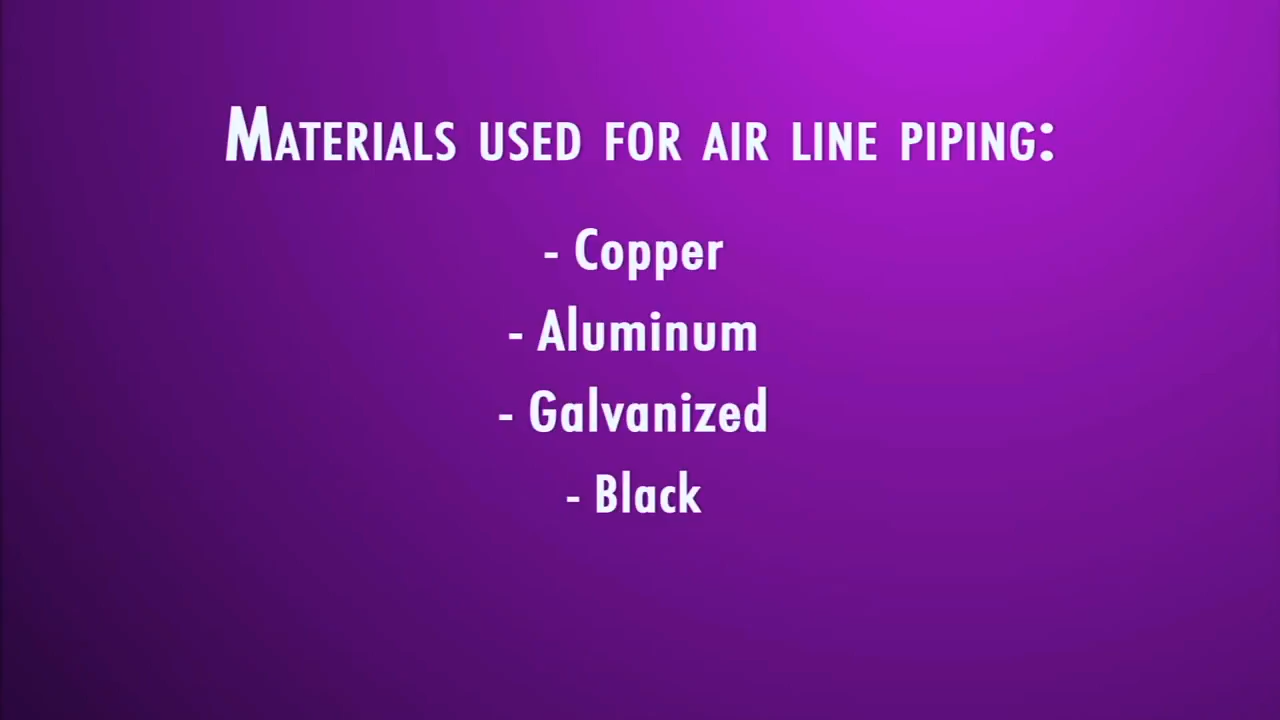 Materials used for air line piping:
- Copper
- Aluminum
- Galvanized
- Black